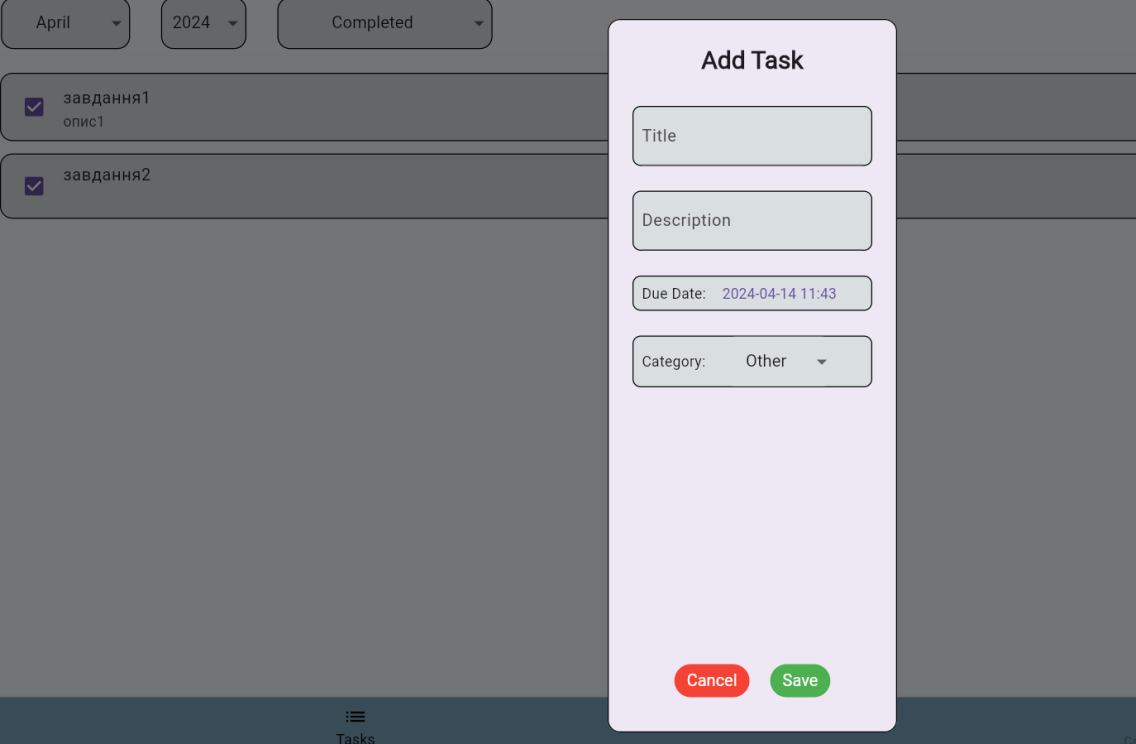 April 2024 Completed
Add Task
завдання1
опис1
завдання2
Title
Description
Due Date: 2024-04-14 11:43
Category: Other
Cancel Save
Tasks